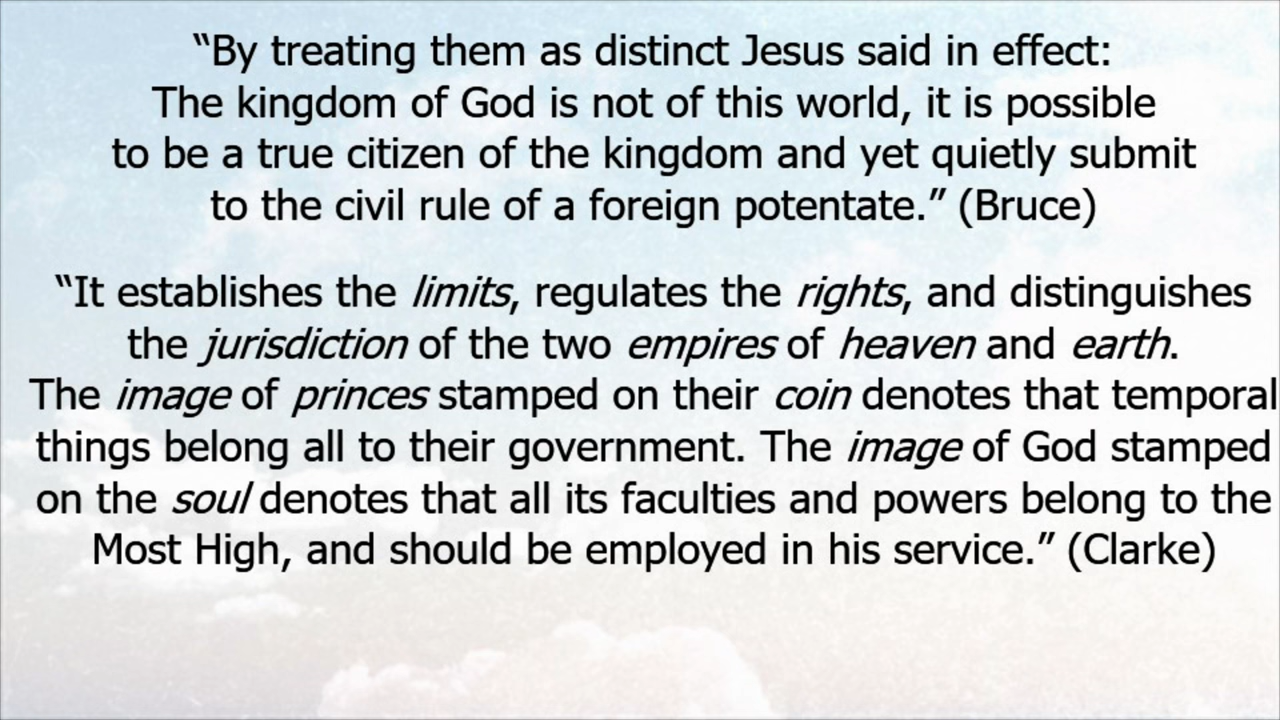 “By treating them as distinct Jesus said in effect:
The kingdom of God is not of this world, it is possible
to be a true citizen of the kingdom and yet quietly submit
to the civil rule of a foreign potentate.” (Bruce)
“It establishes the limits, regulates the rights, and distinguishes
the jurisdiction of the two empires of heaven and earth.
The image of princes stamped on their coin denotes that temporal
things belong all to their government. The image of God stamped
on the soul denotes that all its faculties and powers belong to the
Most High, and should be employed in his service.” (Clarke)